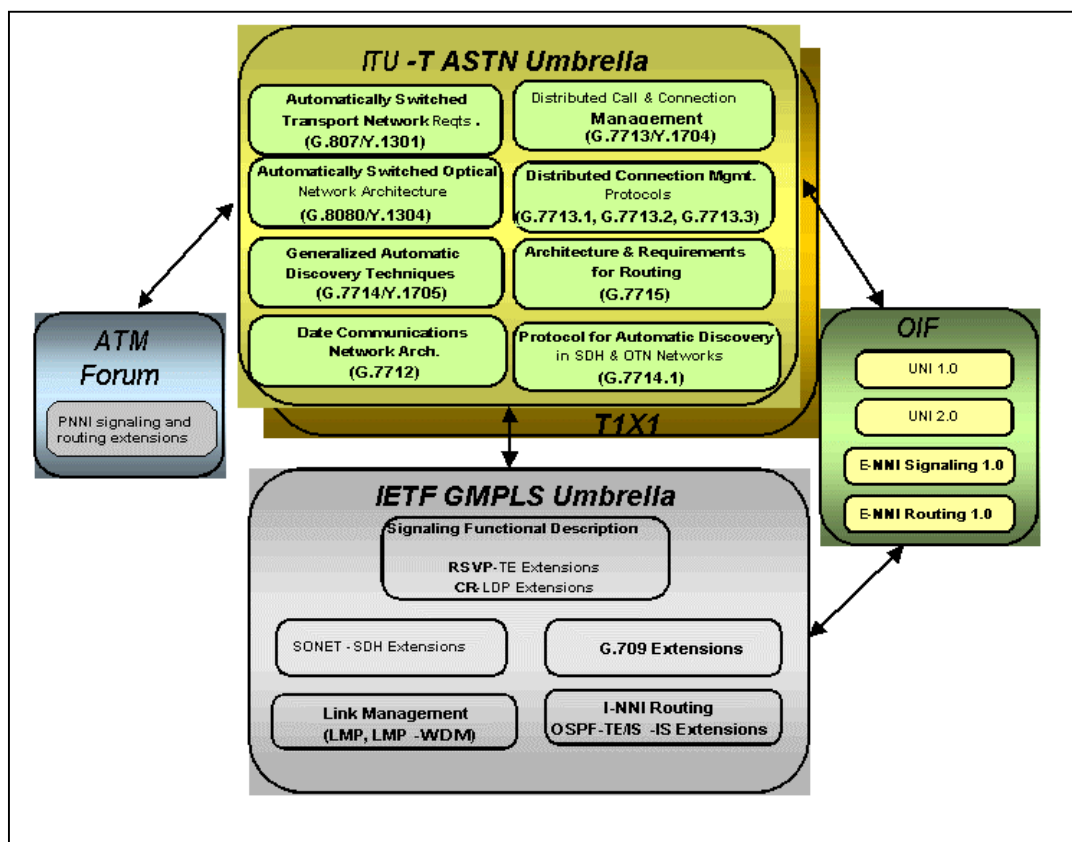 ITU -T ASTN Umbrella
Automatically Switched
Transport Network Reqts .
(G.807/Y.1301)
Distributed Call & Connection
Management
(G.7713/Y.1704)
Automatically Switched Optical
Network Architecture
(G.8080/Y.1304)
Distributed Connection Mgmt.
Protocols
(G.7713.1, G.7713.2, G.7713.3)
Generalized Automatic
Discovery Techniques
(G.7714/Y.1705)
Architecture & Requirements
for Routing
(G.7715)
Date Communications
Network Arch.
(G.7712)
Protocol for Automatic Discovery
in SDH & OTN Networks
(G.7714.1)
T1X1
ATM
Forum
PNNI signaling and
routing extensions
OIF
UNI 1.0
UNI 2.0
E-NNI Signaling 1.0
E-NNI Routing 1.0
IETF GMPLS Umbrella
Signaling Functional Description
RSVP-TE Extensions
CR-LDP Extensions
SONET - SDH Extensions
G.709 Extensions
Link Management
(LMP, LMP -WDM)
I-NNI Routing
OSPF-TE/IS -IS Extensions